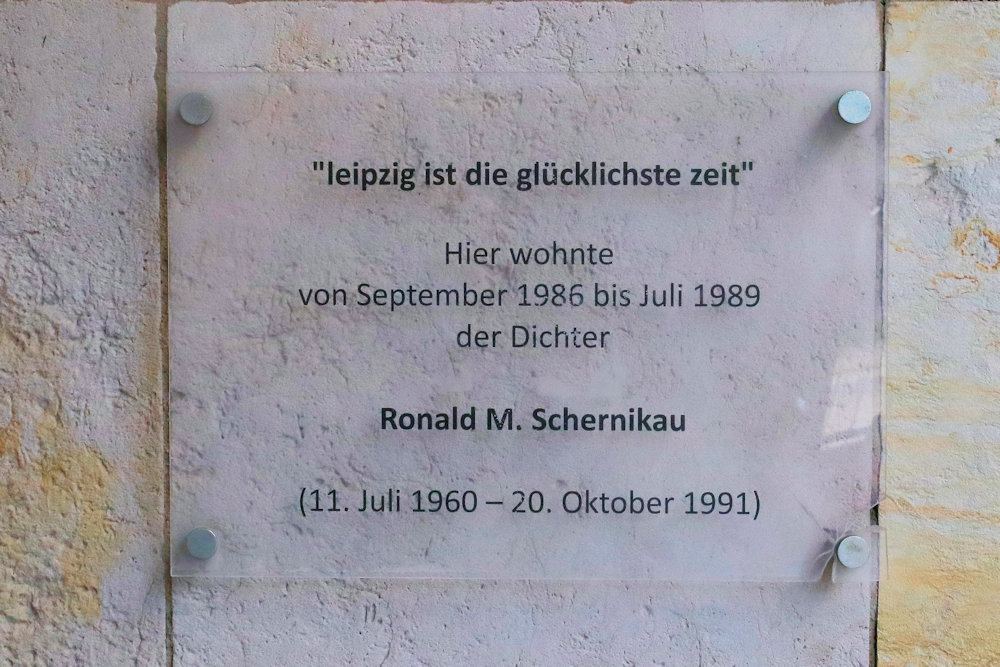 "leipzig ist die glücklichste zeit"
Hier wohnte
von September 1986 bis Juli 1989
der Dichter
Ronald M. Schernikau
(11. Juli 1960 – 20. Oktober 1991)